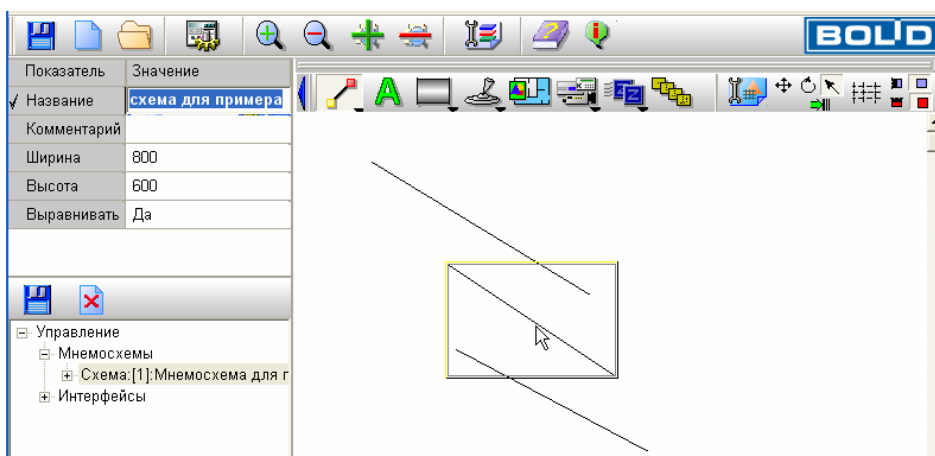 BOLID
Показатель Значение
Название схема для примера
Комментарий
Ширина 800
Высота 600
Выравнивать Да
A
Управление
Мнемосхемы
Схема:[1]:Мнемосхема для г
Интерфейсы